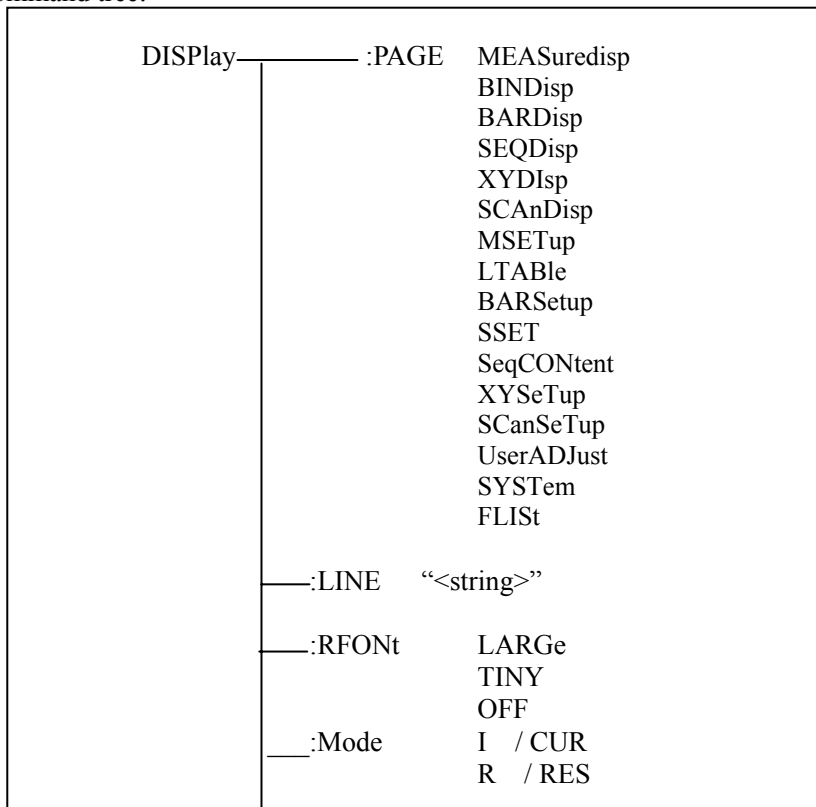 DISPlay :PAGE MEASuredisp
BINDisp
BARDisp
SEQDisp
XYDIsp
SCAnDisp
MSETup
LTABle
BARSetup
SSET
SeqCONtent
XYSeTup
SCanSeTup
UserADJust
SYSTem
FLISt
:LINE “<string>”
:RFONt LARGe
TINY
OFF
___:Mode I / CUR
R / RES